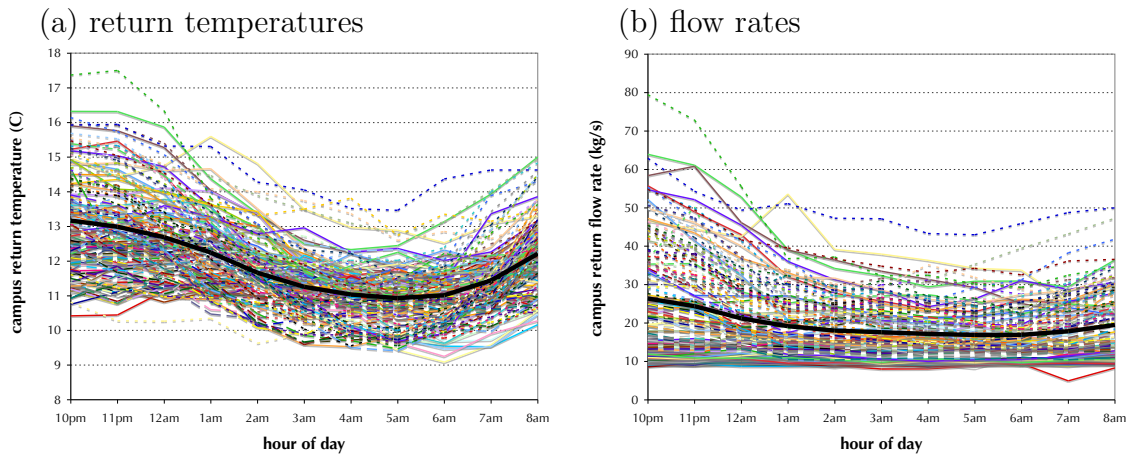 (a) return temperatures
campus return temperature (C)
18
17
16
15
14
13
12
11
10
9
8
10pm 11pm 12am 1am 2am 3am 4am 5am 6am 7am 8am
hour of day
(b) flow rates
campus return flow rate (kg/s)
90
80
70
60
50
40
30
20
10
0
10pm 11pm 12am 1am 2am 3am 4am 5am 6am 7am 8am
hour of day